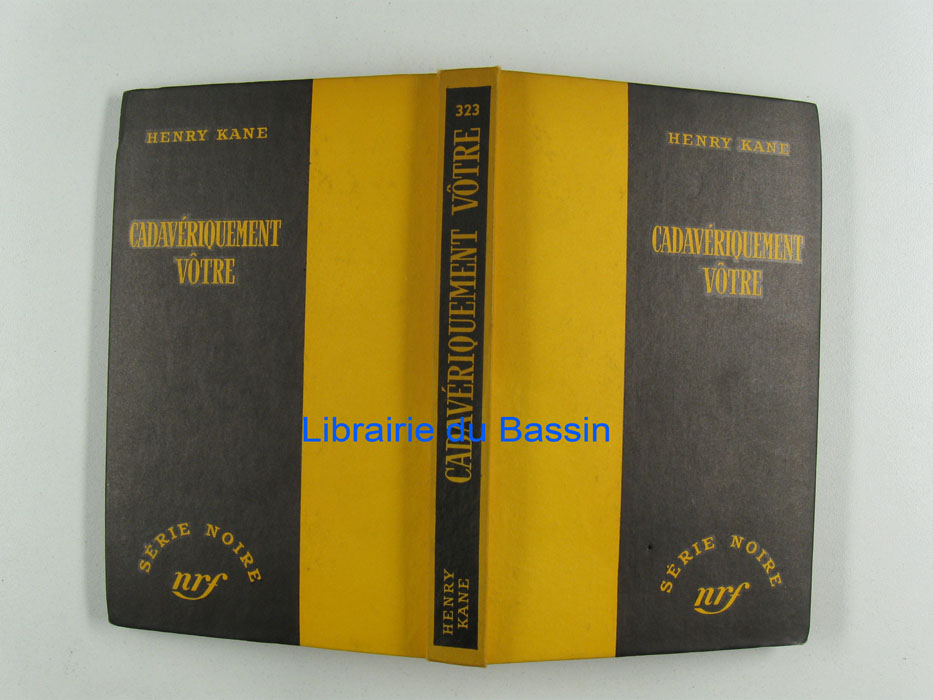 HENRY KANE
CADAVÉRIQUEMENT
VÔTRE
SÉRIE NOIRE
nrf
323
CADAVÉRIQUEMENT VÔTRE
HENRY
KANE
HENRY KANE
CADAVÉRIQUEMENT
VÔTRE
SÉRIE NOIRE
nrf
Librairie du Bassin